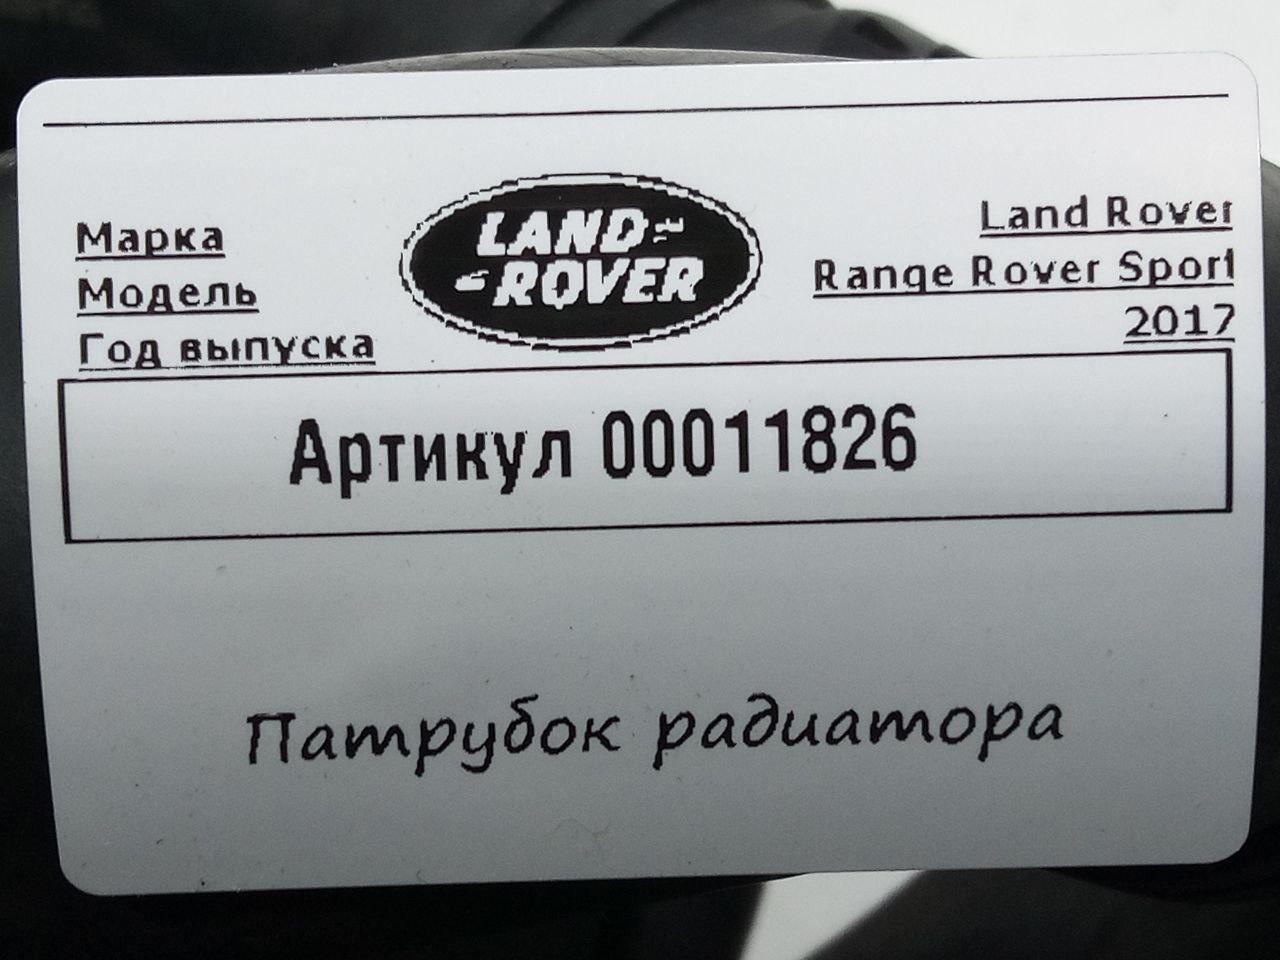 Марка
Модель
Год выпуска
LAND
ROVER
Land Rover
Range Rover Sport
2017
Артикул 00011826
Патрубок радиатора